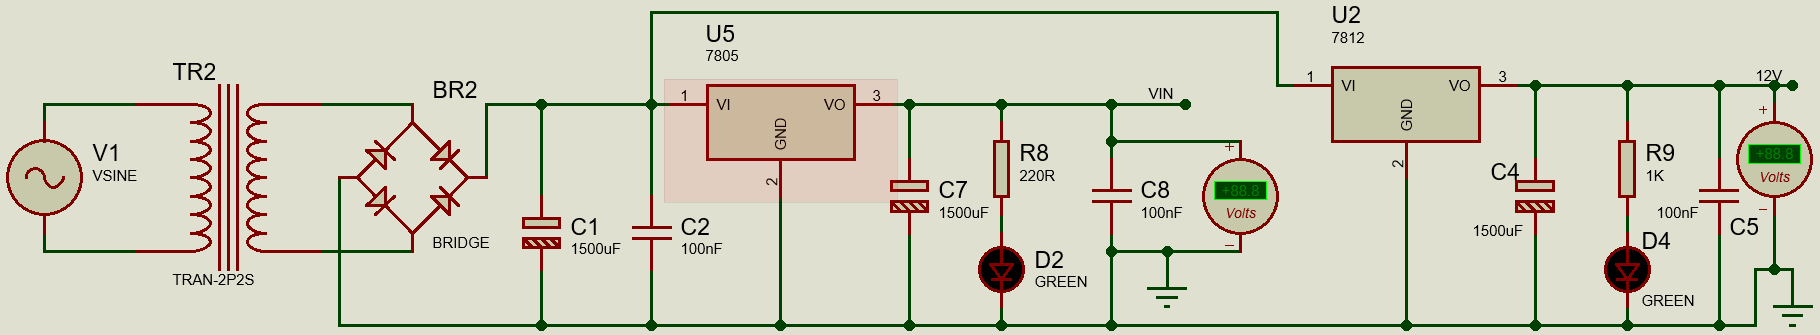 TR2
V1
VSINE
TRAN-2P2S
BR2
BRIDGE
C1
1500uF
C2
100nF
U5
7805
1
VI
VO
3
GND
2
C7
1500uF
R8
220R
D2
GREEN
C8
100nF
VIN
+
+88.8
Volts
−
U2
7812
1
VI
VO
3
GND
2
C4
1500uF
R9
1K
D4
GREEN
C5
100nF
12V
+
+88.8
Volts
−